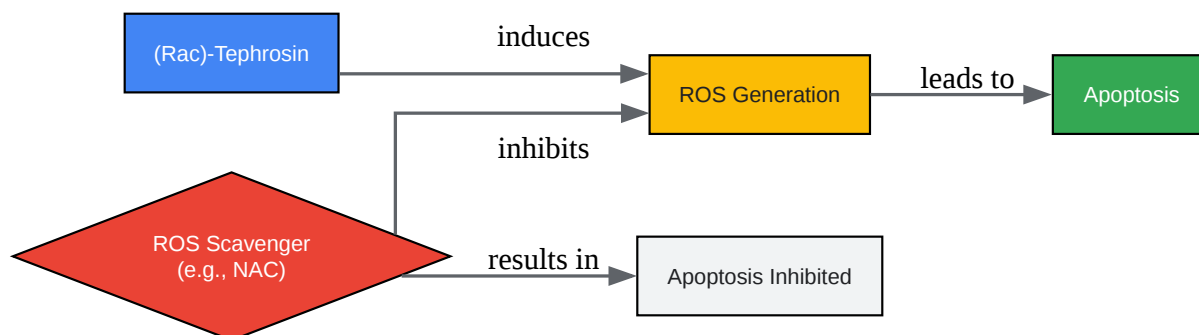 (Rac)-Tephrosin
induces
ROS Generation
leads to
Apoptosis
inhibits
ROS Scavenger
(e.g., NAC)
results in
Apoptosis Inhibited